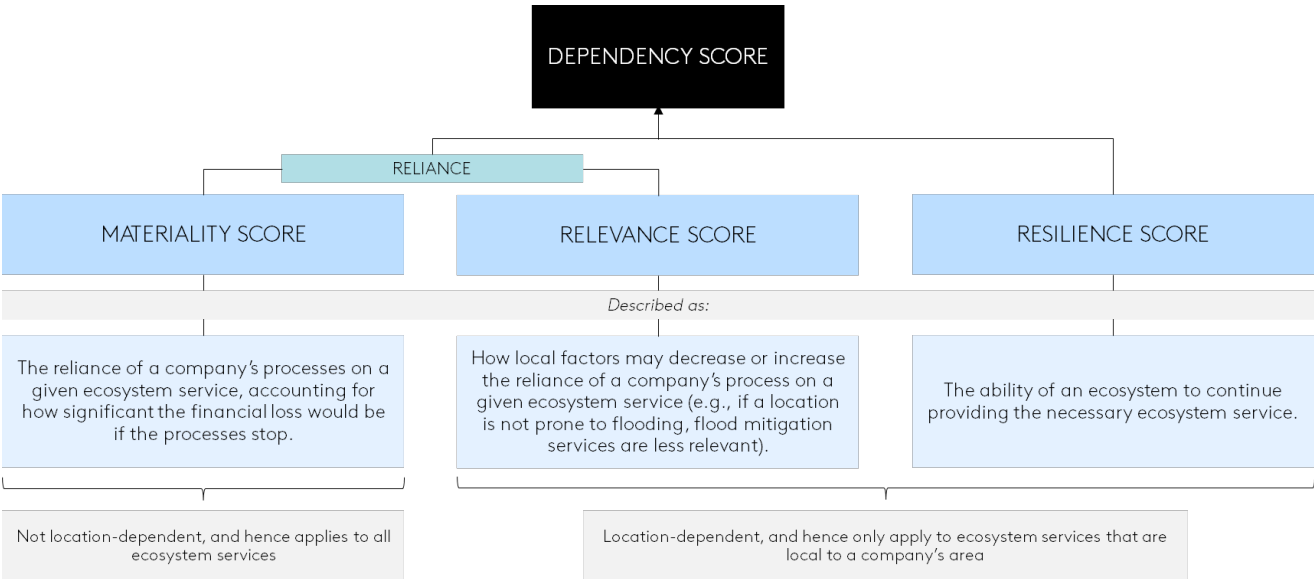 DEPENDENCY SCORE
RELIANCE
MATERIALITY SCORE
RELEVANCE SCORE
RESILIENCE SCORE
Described as:
The reliance of a company's processes on a
given ecosystem service, accounting for
how significant the financial loss would be
if the processes stop.
How local factors may decrease or increase
the reliance of a company's process on a
given ecosystem service (e.g., if a location
is not prone to flooding, flood mitigation
services are less relevant).
The ability of an ecosystem to continue
providing the necessary ecosystem service.
Not location-dependent, and hence applies to all
ecosystem services
Location-dependent, and hence only apply to ecosystem services that are
local to a company's area